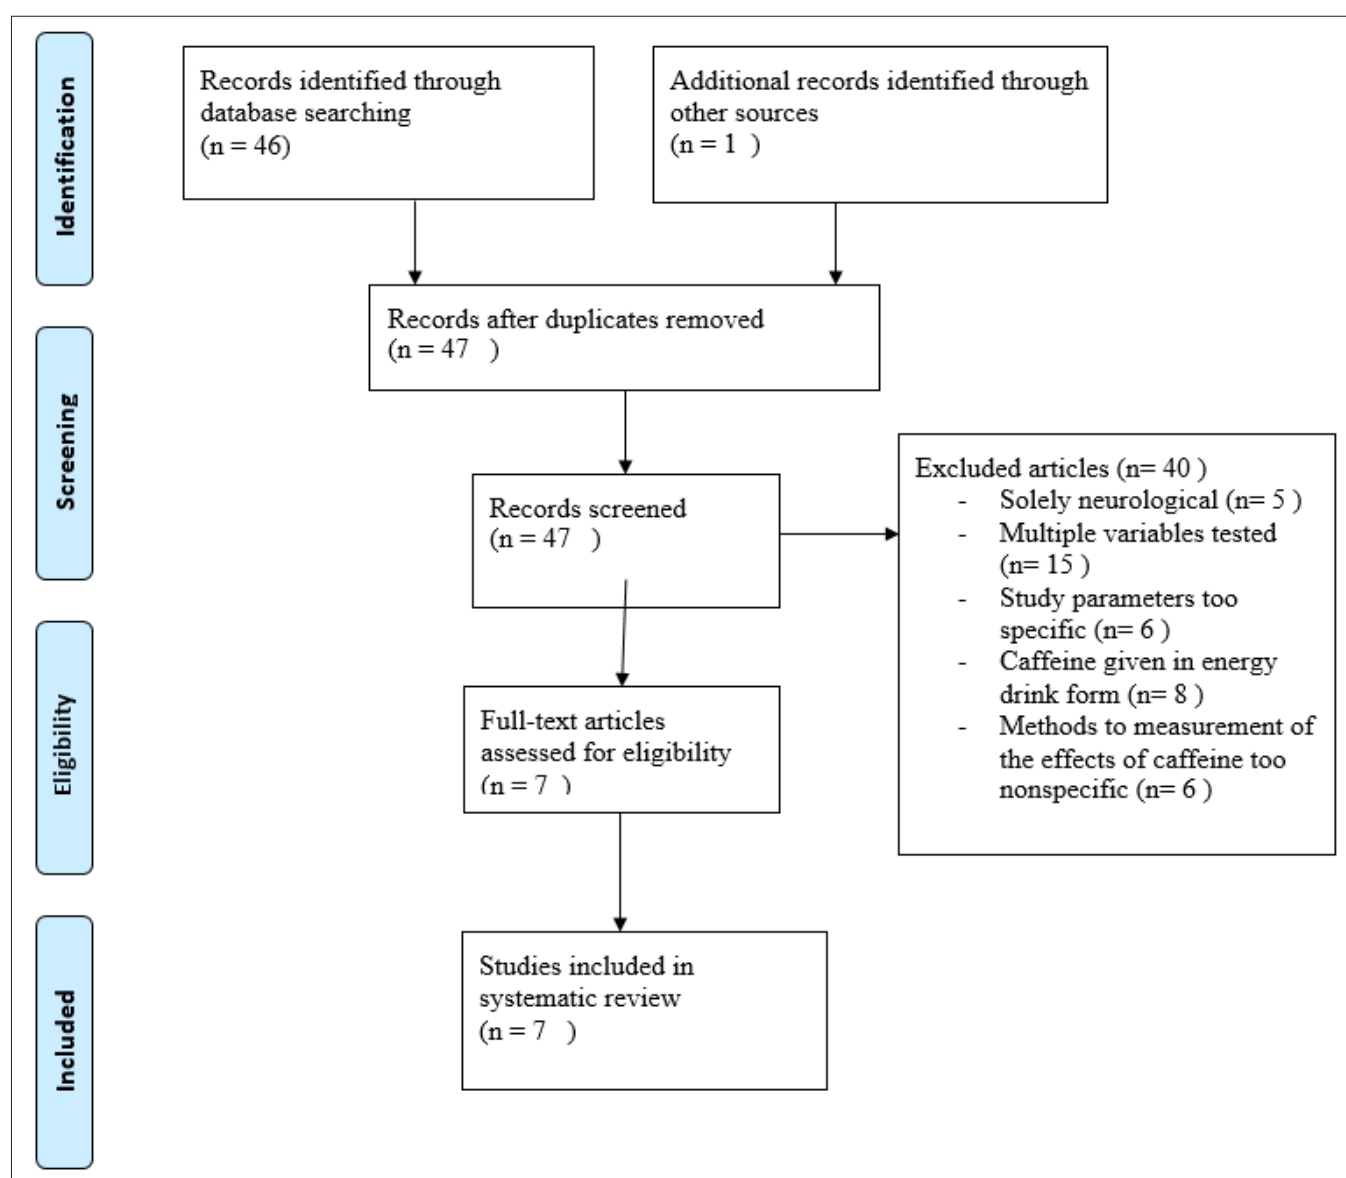 Identification
Records identified through
database searching
(n = 46)
Additional records identified through
other sources
(n = 1  )
Records after duplicates removed
(n = 47   )
Screening
Records screened
(n = 47   )
Excluded articles (n= 40 )
- Solely neurological (n= 5 )
- Multiple variables tested
(n= 15 )
- Study parameters too
specific (n= 6 )
- Caffeine given in energy
drink form (n= 8 )
- Methods to measurement of
the effects of caffeine too
nonspecific (n= 6 )
Eligibility
Full-text articles
assessed for eligibility
(n = 7   )
Included
Studies included in
systematic review
(n = 7   )